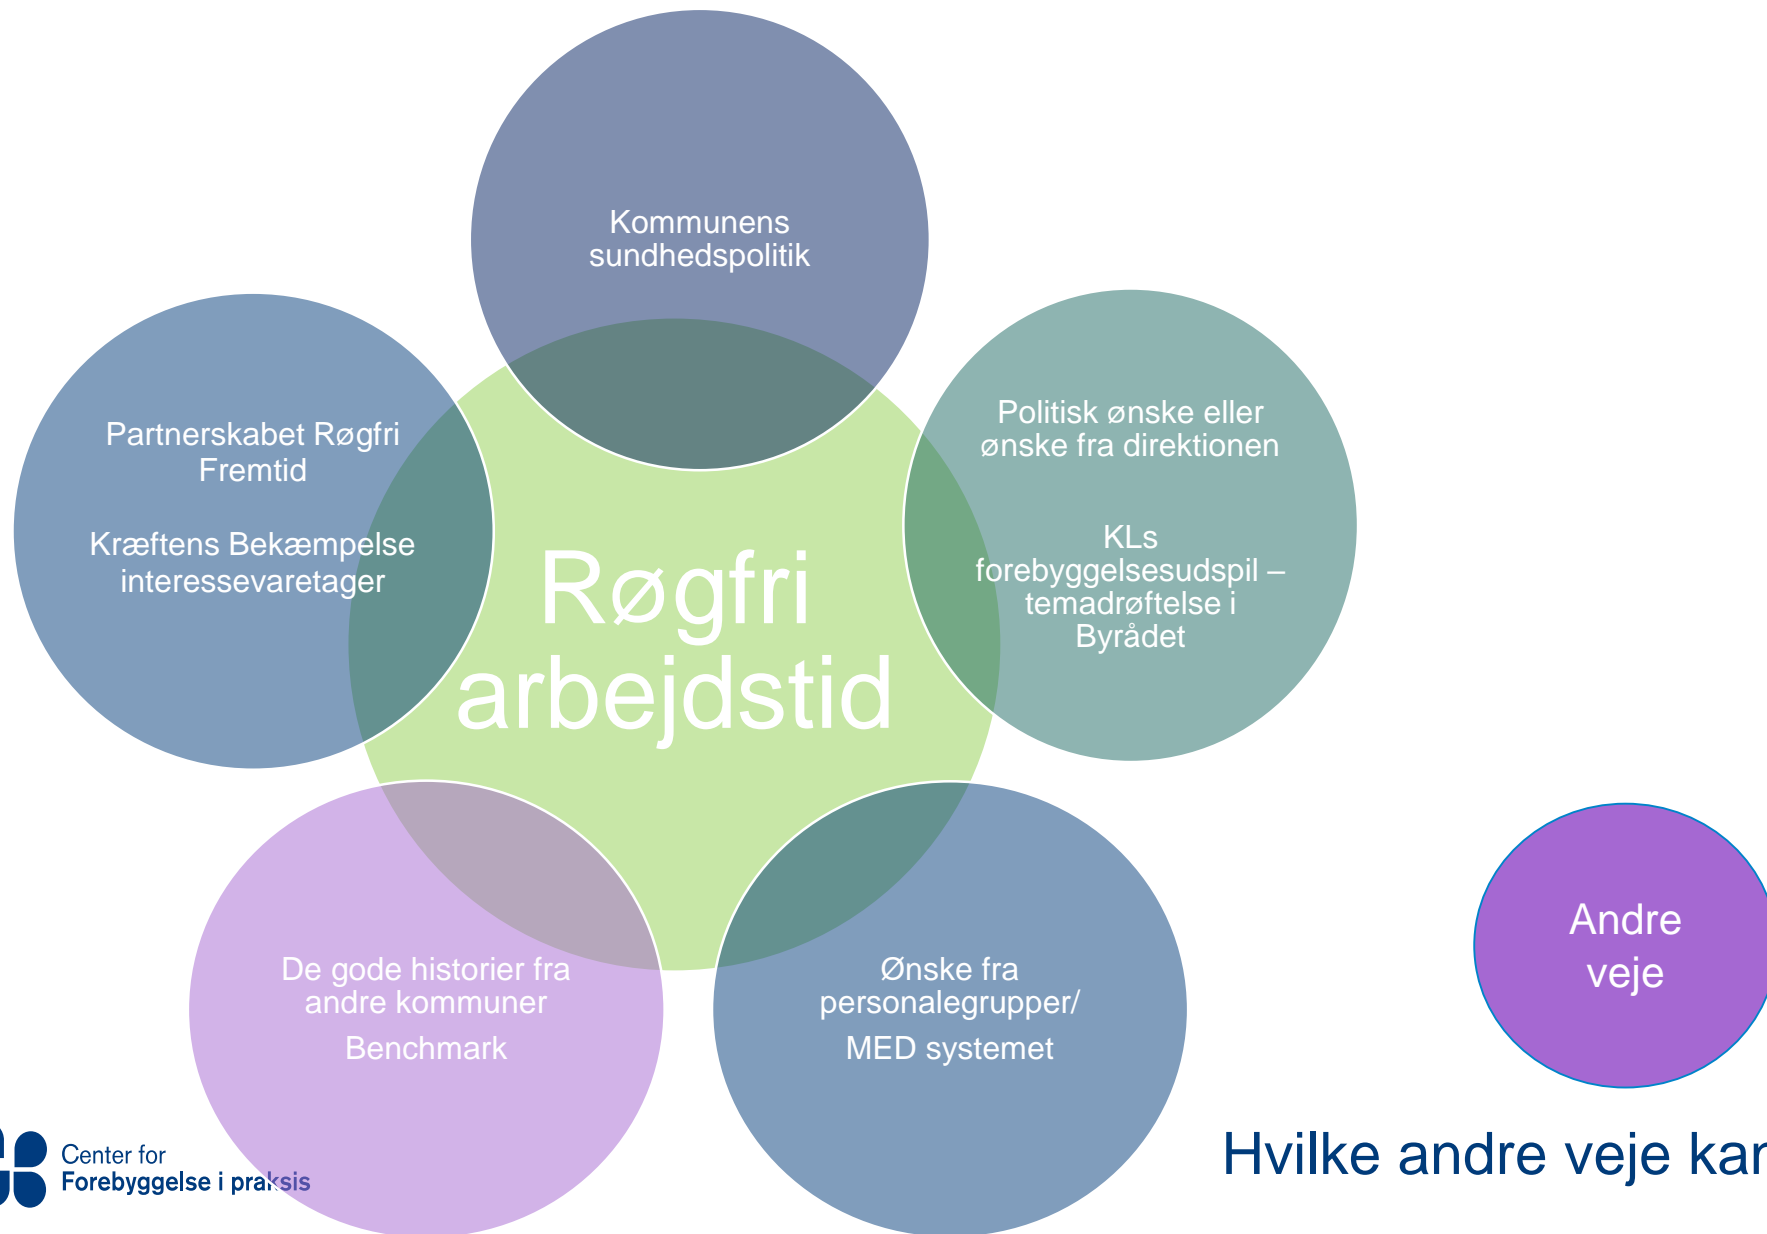 Kommunens
sundhedspolitik
Partnerskabet Røgfri
Fremtid
Kræftens Bekæmpelse
interessevaretager
Politisk ønske eller
ønske fra direktionen
KLs
forebyggelsesudspil –
temadrøftelse i
Byrådet
Røgfri
arbejdstid
De gode historier fra
andre kommuner
Benchmark
Ønske fra
personalegrupper/
MED systemet
Andre
veje
Center for
Forebyggelse i praksis
Hvilke andre veje kan